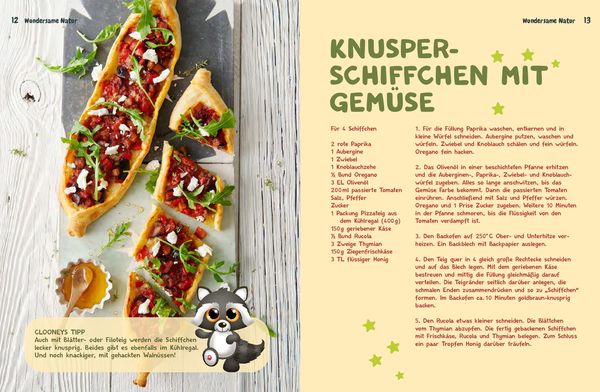 12 Wondersame Natur
CLOONEYS TIPP
Auch mit Blätter- oder Filoteig werden die Schiffchen
lecker knusprig. Beides gibt es ebenfalls im Kühlregal.
Und noch knackiger, mit gehackten Walnüssen!
Wondersame Natur 13
KNUSPER-
SCHIFFCHEN MIT
GEMÜSE
Für 4 Schiffchen
2 rote Paprika
1 Aubergine
1 Zwiebel
1 Knoblauchzehe
½ Bund Oregano
3 EL Olivenöl
200 ml passierte Tomaten
Salz, Pfeffer
Zucker
1 Packung Pizzateig aus
dem Kühlregal (400 g)
150 g geriebener Käse
½ Bund Rucola
3 Zweige Thymian
150 g Ziegenfrischkäse
3 TL flüssiger Honig
1. Für die Füllung Paprika waschen, entkernen und in
kleine Würfel schneiden. Aubergine putzen, waschen und
würfeln. Zwiebel und Knoblauch schälen und fein würfeln.
Oregano fein hacken.
2. Das Olivenöl in einer beschichteten Pfanne erhitzen
und die Auberginen-, Paprika-, Zwiebel- und Knoblauch-
würfel zugeben. Alles so lange anschwitzen, bis das
Gemüse Farbe bekommt. Dann die passierten Tomaten
einrühren. Anschließend mit Salz und Pfeffer würzen.
Oregano und 1 Prise Zucker zugeben. Weitere 10 Minuten
in der Pfanne schmoren, bis die Flüssigkeit von den
Tomaten verdampft ist.
3. Den Backofen auf 250°C Ober- und Unterhitze vor-
heizen. Ein Backblech mit Backpapier auslegen.
4. Den Teig quer in 4 gleich große Rechtecke schneiden
und auf das Blech legen. Mit dem geriebenen Käse
bestreuen und mittig die Füllung gleichmäßig darauf
verteilen. Die Teigränder seitlich darüber anlegen, die
schmalen Enden zusammendrücken und so zu „Schiffchen“
formen. Im Backofen ca. 10 Minuten goldbraun-knusprig
backen.
5. Den Rucola etwas kleiner schneiden. Die Blättchen
vom Thymian abzupfen. Die fertig gebackenen Schiffchen
mit Frischkäse, Rucola und Thymian belegen. Zum Schluss
ein paar Tropfen Honig darüber träufeln.